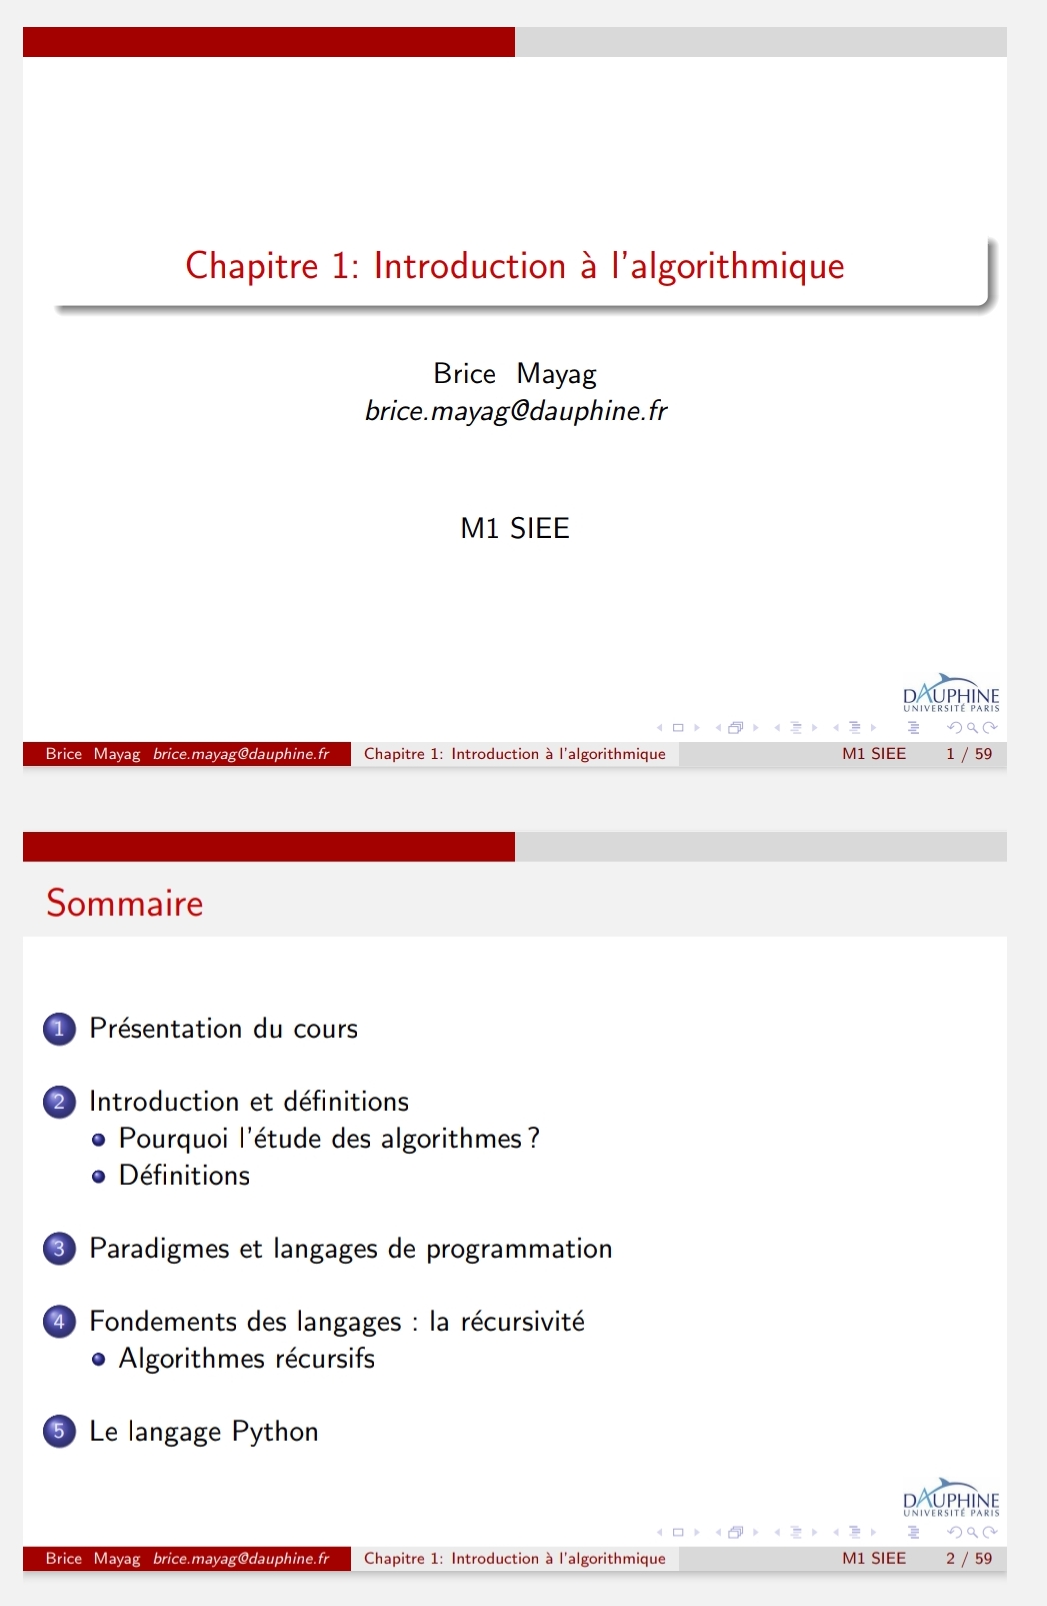 Chapitre 1: Introduction à l'algorithmique
Brice Mayag
brice.mayag@dauphine.fr
M1 SIEE
DAUPHINE
UNIVERSITÉ PARIS
Brice Mayag brice.mayag@dauphine.fr Chapitre 1: Introduction à l'algorithmique M1 SIEE 1 / 59
Sommaire
1 Présentation du cours
2 Introduction et définitions
Pourquoi l'étude des algorithmes ?
Définitions
3 Paradigmes et langages de programmation
4 Fondements des langages : la récursivité
Algorithmes récursifs
5 Le langage Python
DAUPHINE
UNIVERSITÉ PARIS
Brice Mayag brice.mayag@dauphine.fr Chapitre 1: Introduction à l'algorithmique M1 SIEE 2 / 59